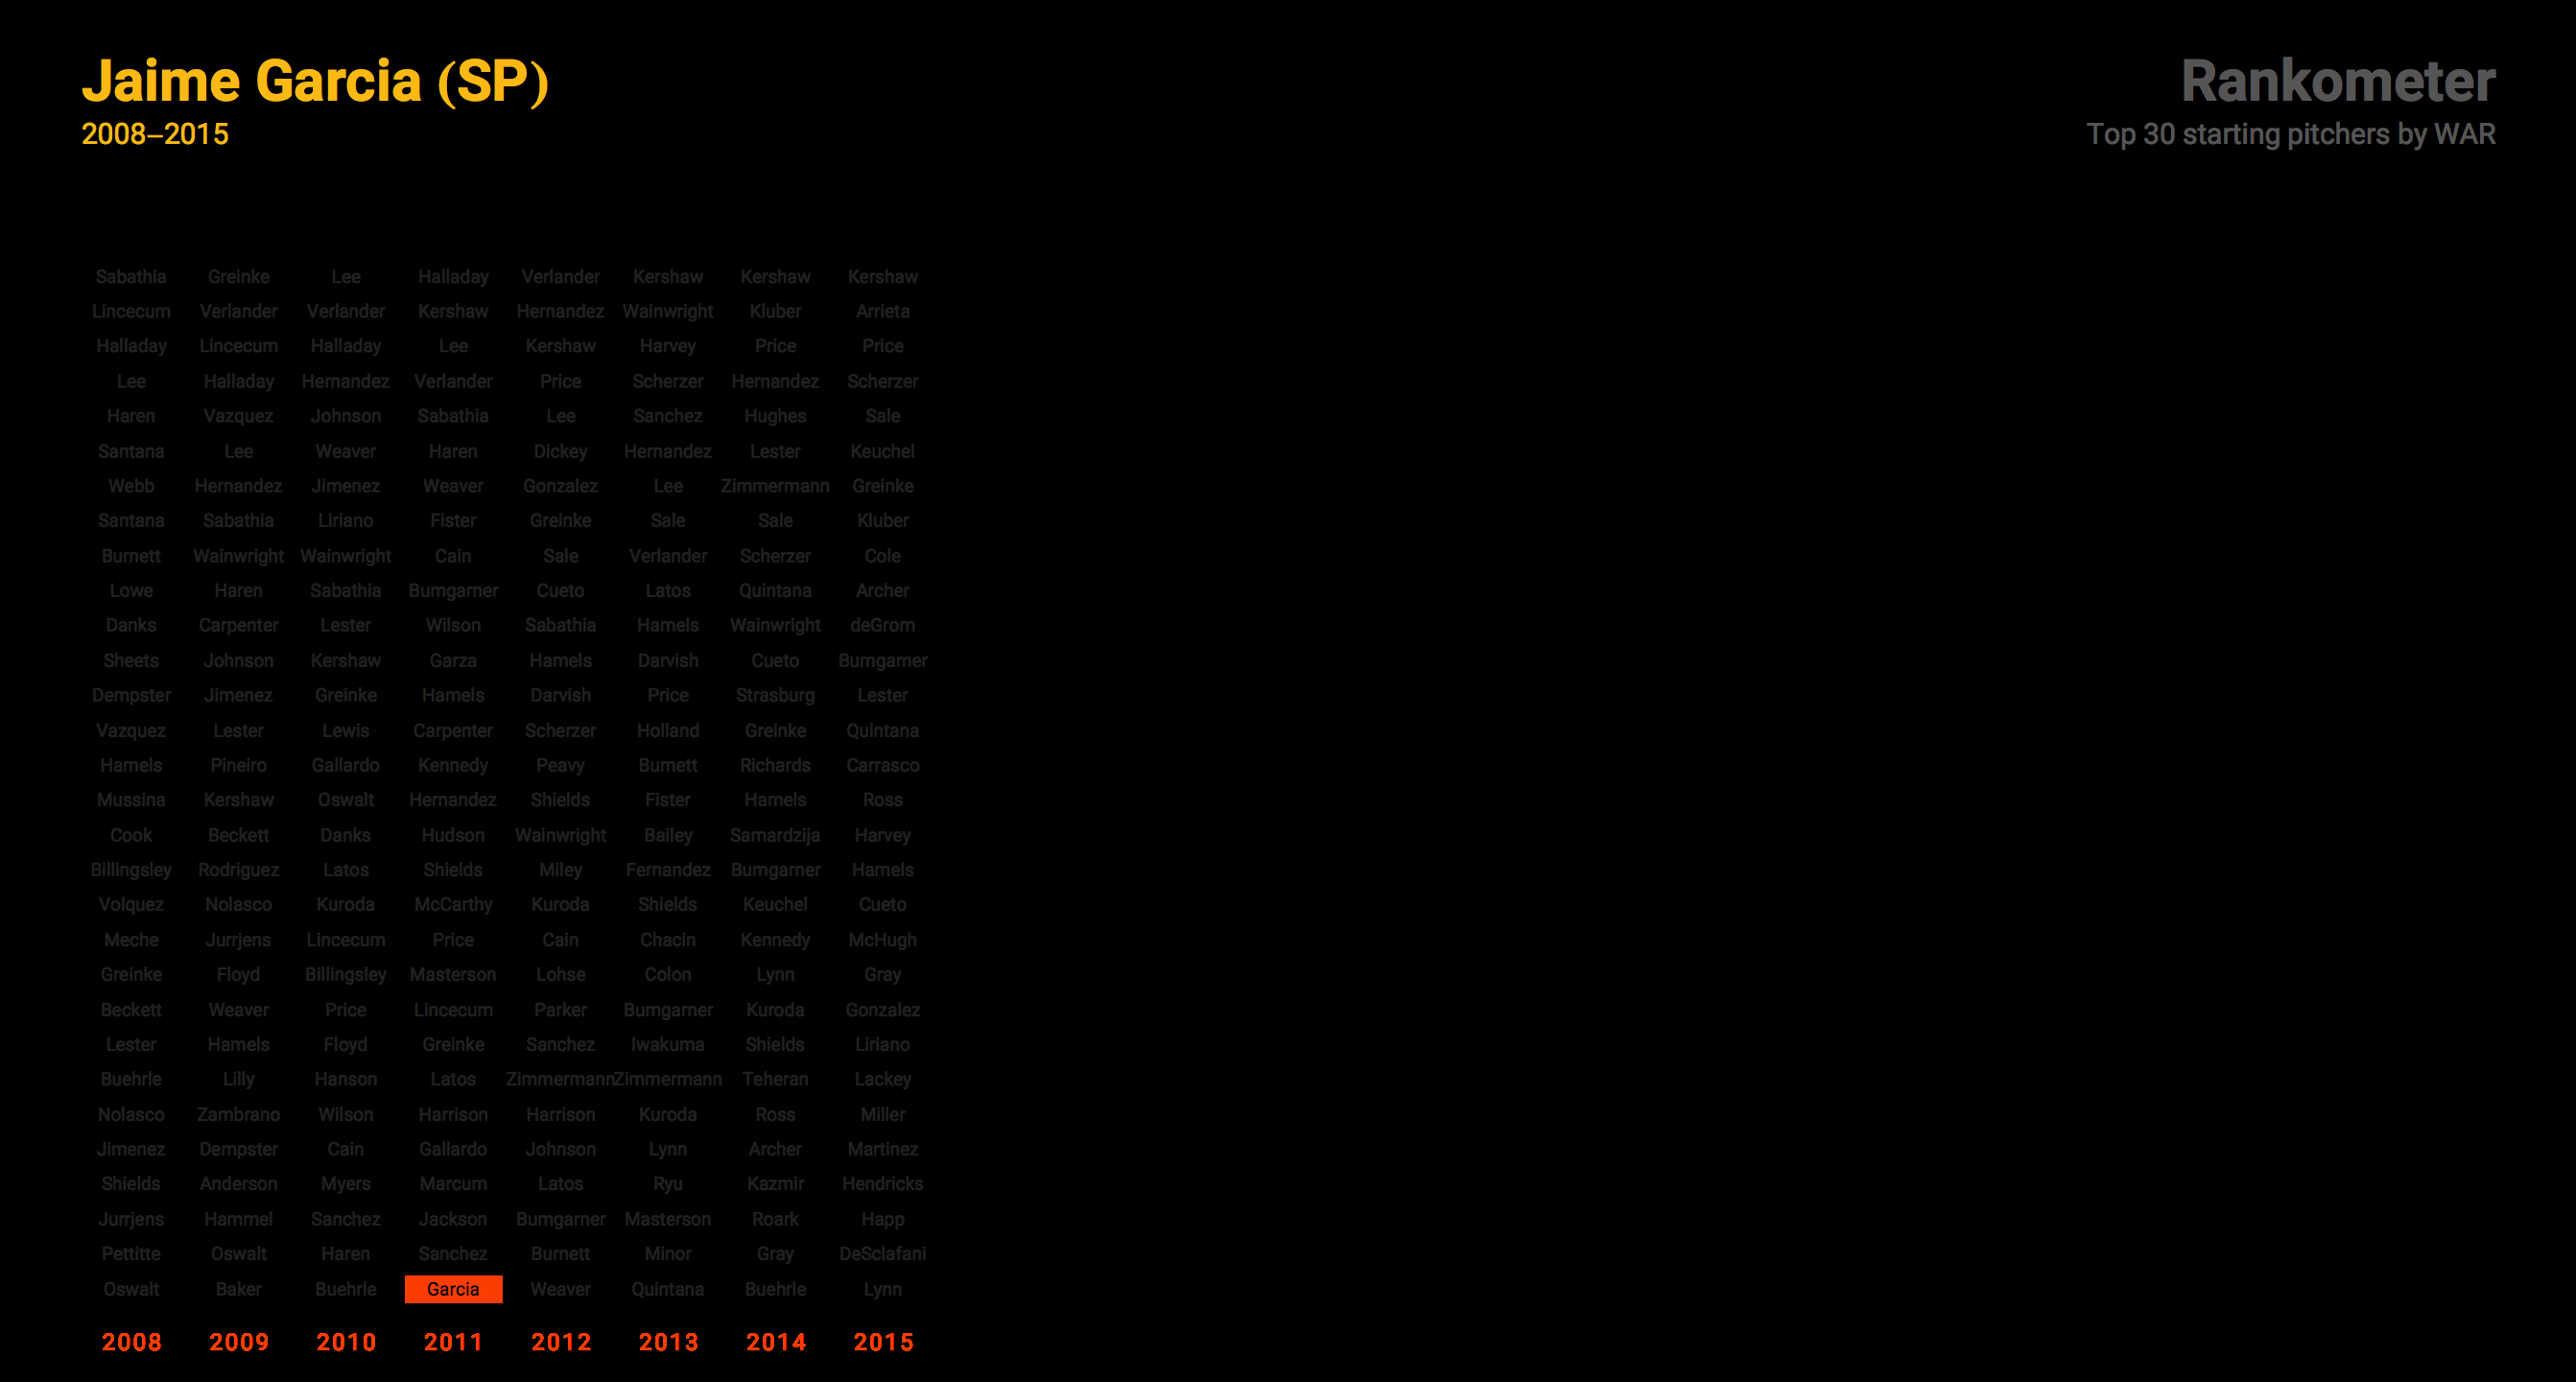 Jaime Garcia (SP)
2008–2015
Rankometer
Top 30 starting pitchers by WAR
Sabathia Greinke Lee Halladay Verlander Kershaw Kershaw Kershaw
Lincecum Verlander Verlander Kershaw Hernandez Wainwright Kluber Arrieta
Halladay Lincecum Halladay Lee Kershaw Harvey Price Price
Lee Halladay Hernandez Verlander Price Scherzer Hernandez Scherzer
Haren Vazquez Johnson Sabathia Lee Sanchez Hughes Sale
Santana Lee Weaver Haren Dickey Hernandez Lester Keuchel
Webb Hernandez Jimenez Weaver Gonzalez Lee Zimmermann Greinke
Santana Sabathia Liriano Fister Greinke Sale Sale Kluber
Burnett Wainwright Wainwright Cain Sale Verlander Scherzer Cole
Lowe Haren Sabathia Bumgarner Cueto Latos Quintana Archer
Danks Carpenter Lester Wilson Sabathia Hamels Wainwright deGrom
Sheets Johnson Kershaw Garza Hamels Darvish Cueto Bumgarner
Dempster Jimenez Greinke Hamels Darvish Price Strasburg Lester
Vazquez Lester Lewis Carpenter Scherzer Holland Greinke Quintana
Hamels Pineiro Gallardo Kennedy Peavy Burnett Richards Carrasco
Mussina Kershaw Oswalt Hernandez Shields Fister Hamels Ross
Cook Beckett Danks Hudson Wainwright Bailey Samardzija Harvey
Billingsley Rodriguez Latos Shields Miley Fernandez Bumgarner Hamels
Volquez Nolasco Kuroda McCarthy Kuroda Shields Keuchel Cueto
Meche Jurrjens Lincecum Price Cain Chacin Kennedy McHugh
Greinke Floyd Billingsley Masterson Lohse Colon Lynn Gray
Beckett Weaver Price Lincecum Parker Bumgarner Kuroda Gonzalez
Lester Hamels Floyd Greinke Sanchez Iwakuma Shields Liriano
Buehrle Lilly Hanson Latos Zimmermann Zimmermann Teheran Lackey
Nolasco Zambrano Wilson Harrison Harrison Kuroda Ross Miller
Jimenez Dempster Cain Gallardo Johnson Lynn Archer Martinez
Shields Anderson Myers Marcum Latos Ryu Kazmir Hendricks
Jurrjens Hammel Sanchez Jackson Bumgarner Masterson Roark Happ
Pettitte Oswalt Haren Sanchez Burnett Minor Gray DeSclafani
Oswalt Baker Buehrle Garcia Weaver Quintana Buehrle Lynn
2008 2009 2010 2011 2012 2013 2014 2015